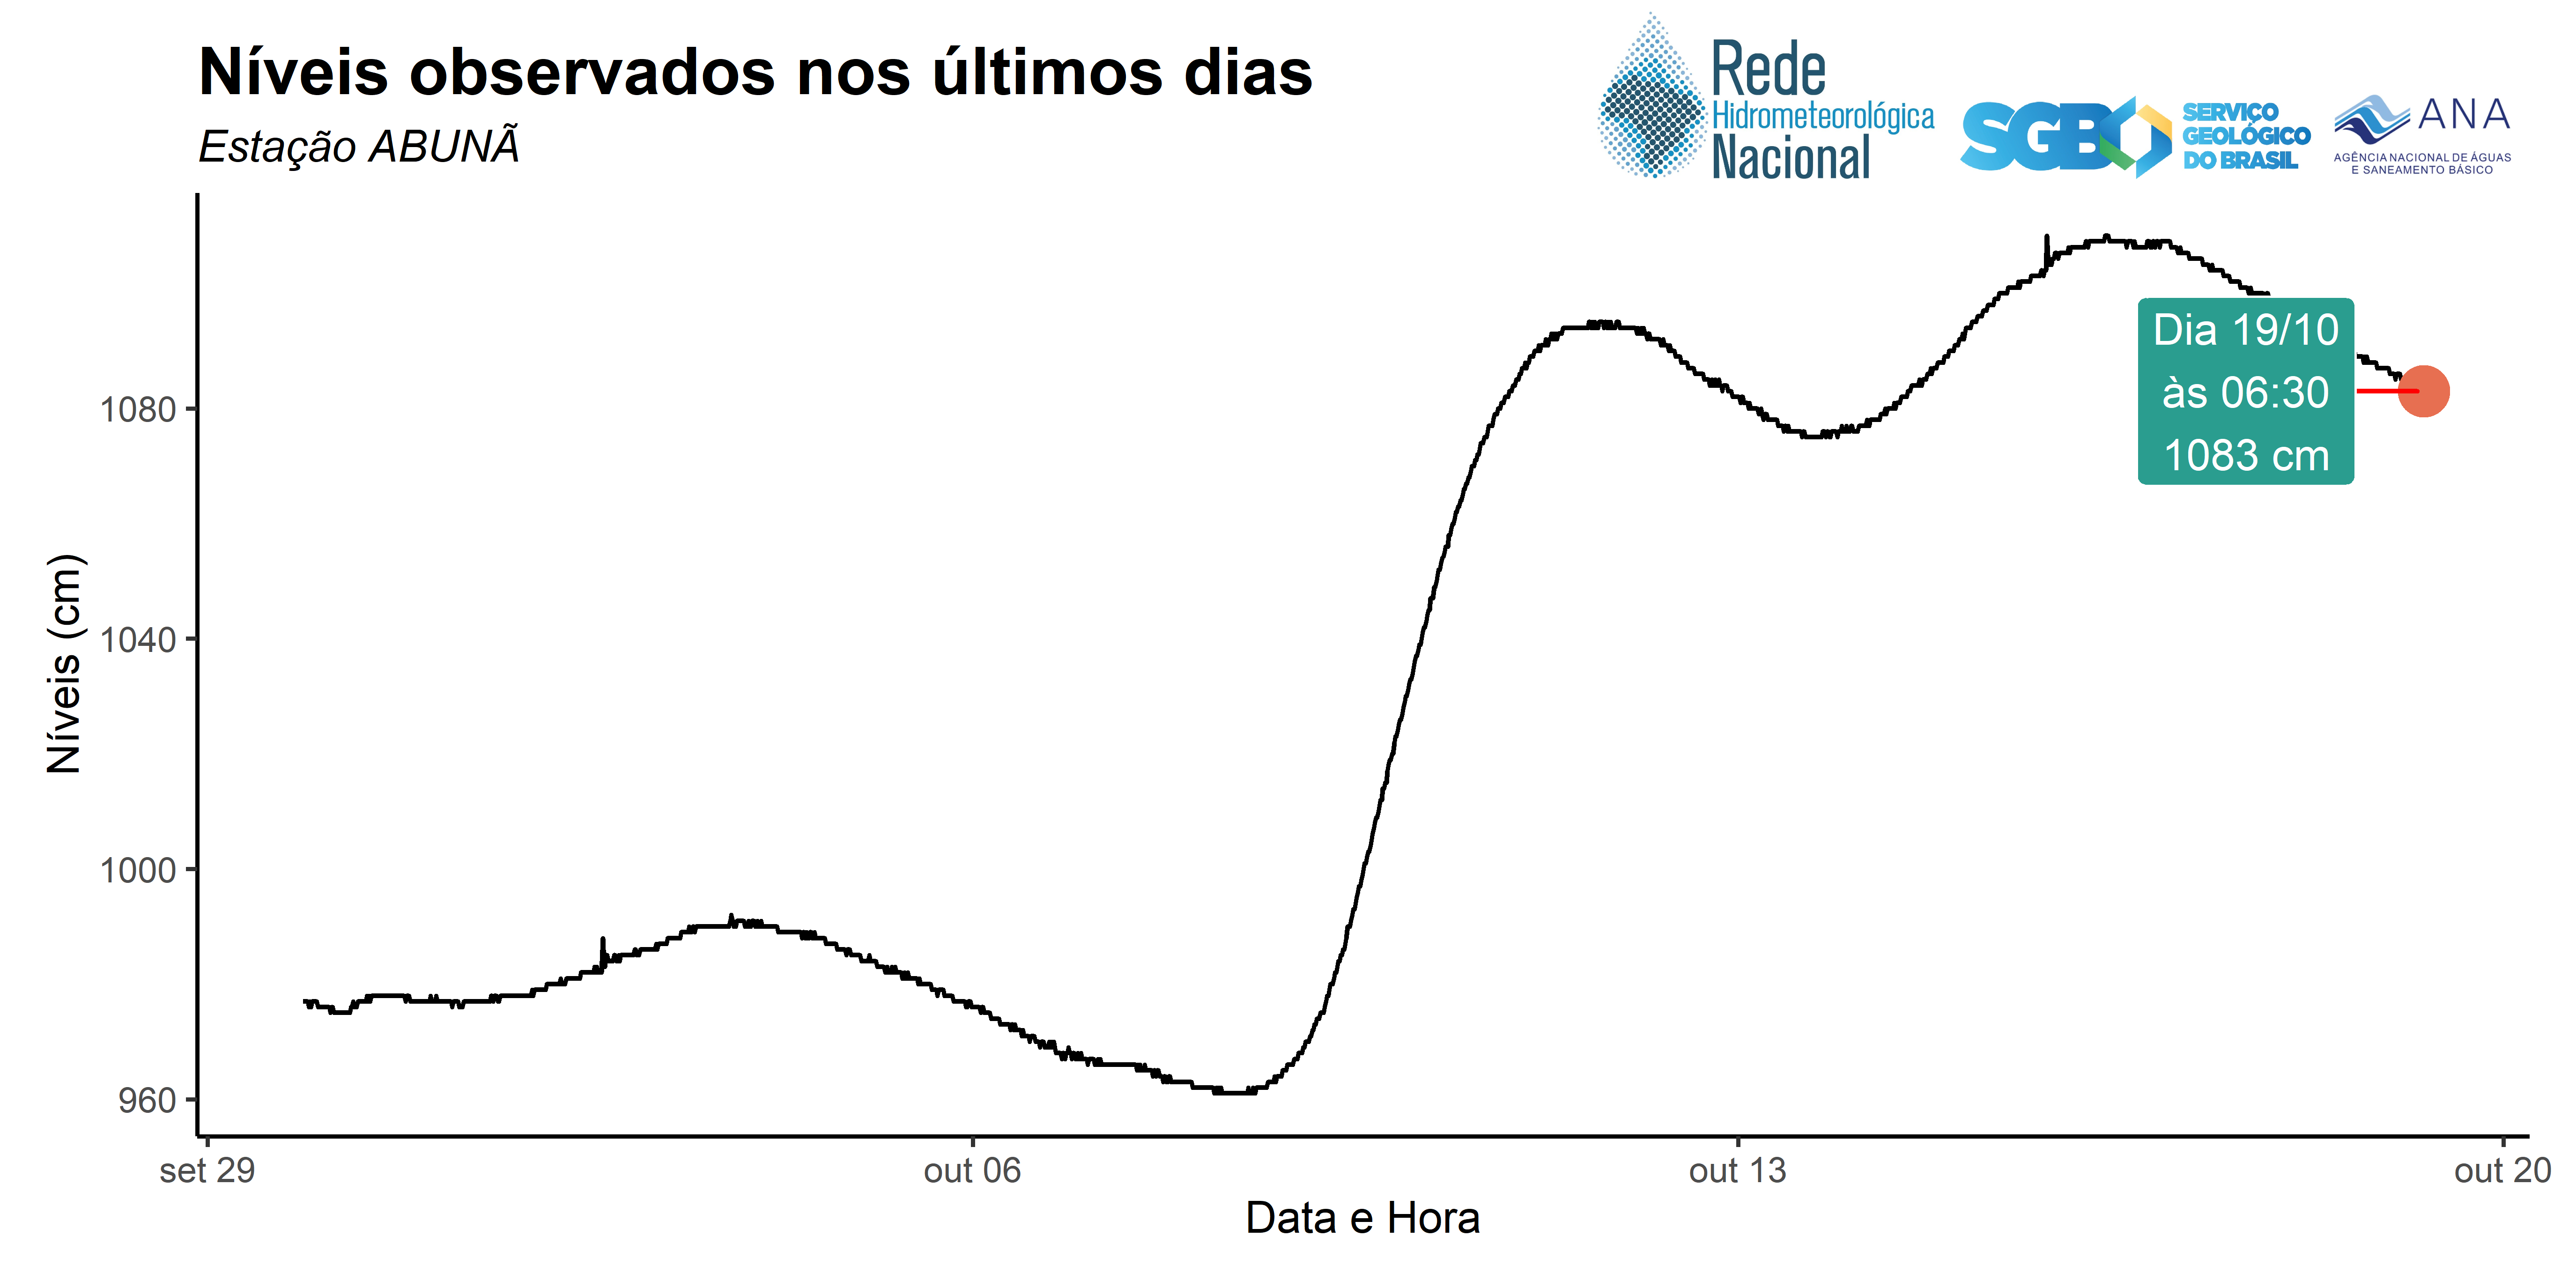 Níveis observados nos últimos dias
Estação ABUNÃ
Rede
Hidrometeorológica
Nacional
SGB
SERVIÇO
GEOLÓGICO
DO BRASIL
ANA
AGÊNCIA NACIONAL DE ÁGUAS
E SANEAMENTO BÁSICO
Níveis (cm)
1080
1040
1000
960
Dia 19/10
às 06:30
1083 cm
set 29
out 06
out 13
out 20
Data e Hora